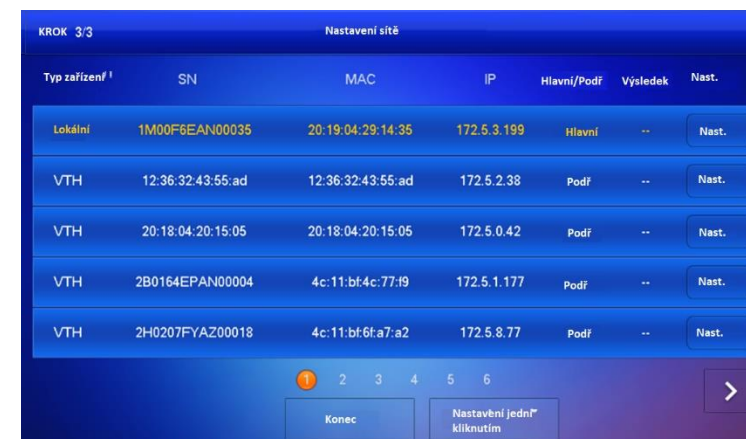 KROK 3/3 Nastavení sítě
Typ zařízení SN MAC IP Hlavní/Podř Výsledek Nast.
Lokální 1M00F6EAN00035 20:19:04:29:14:35 172.5.3.199 Hlavní -- Nast.
VTH 12:36:32:43:55:ad 12:36:32:43:55:ad 172.5.2.38 Podř -- Nast.
VTH 20:18:04:20:15:05 20:18:04:20:15:05 172.5.0.42 Podř -- Nast.
VTH 2B0164EPAN00004 4c:11:bf:4c:77:f9 172.5.1.177 Podř -- Nast.
VTH 2H0207FYAZ00018 4c:11:bf:6f:a7:a2 172.5.8.77 Podř -- Nast.
1 2 3 4 5 6
Konec
Nastavení jedním
kliknutím